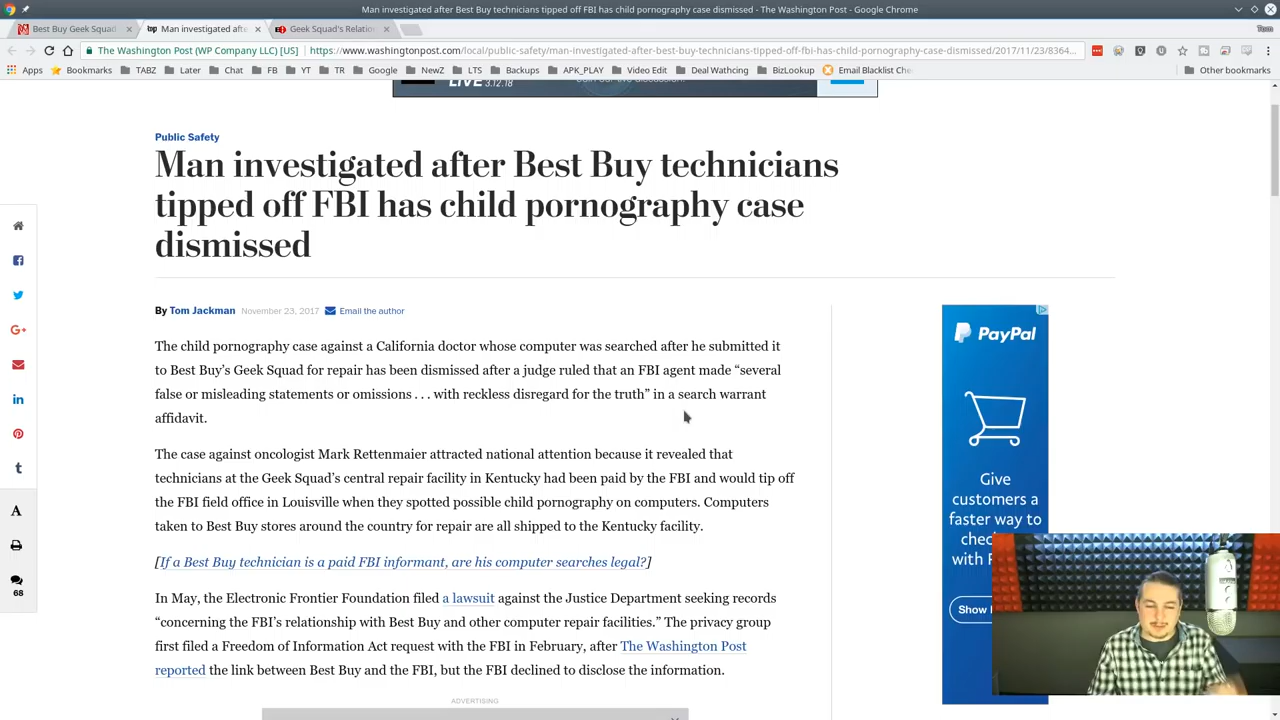 Man investigated after Best Buy technicians tipped off FBI has child pornography case dismissed - The Washington Post - Google Chrome
Best Buy Geek Squad
Man investigated afte
Geek Squad's Relatio
Tom
The Washington Post (WP Company LLC) [US]
https://www.washingtonpost.com/local/public-safety/man-investigated-after-best-buy-technicians-tipped-off-fbi-has-child-pornography-case-dismissed/2017/11/23/8364...
Apps
Bookmarks
TABZ
Later
Chat
FB
YT
TR
Google
NewZ
LTS
Backups
APK_PLAY
Video Edit
Deal Wathcing
BizLookup
Email Blacklist Che
Other bookmarks
LIVE 3.12.18
Public Safety
Man investigated after Best Buy technicians
tipped off FBI has child pornography case
dismissed
By Tom Jackman November 23, 2017 Email the author
The child pornography case against a California doctor whose computer was searched after he submitted it
to Best Buy's Geek Squad for repair has been dismissed after a judge ruled that an FBI agent made “several
false or misleading statements or omissions . . . with reckless disregard for the truth” in a search warrant
affidavit.
The case against oncologist Mark Rettenmaier attracted national attention because it revealed that
technicians at the Geek Squad's central repair facility in Kentucky had been paid by the FBI and would tip off
the FBI field office in Louisville when they spotted possible child pornography on computers. Computers
taken to Best Buy stores around the country for repair are all shipped to the Kentucky facility.
[If a Best Buy technician is a paid FBI informant, are his computer searches legal?]
In May, the Electronic Frontier Foundation filed a lawsuit against the Justice Department seeking records
“concerning the FBI's relationship with Best Buy and other computer repair facilities.” The privacy group
first filed a Freedom of Information Act request with the FBI in February, after The Washington Post
reported the link between Best Buy and the FBI, but the FBI declined to disclose the information.
ADVERTISING
A
68
PayPal
Give
customers a
faster way to
with
Show